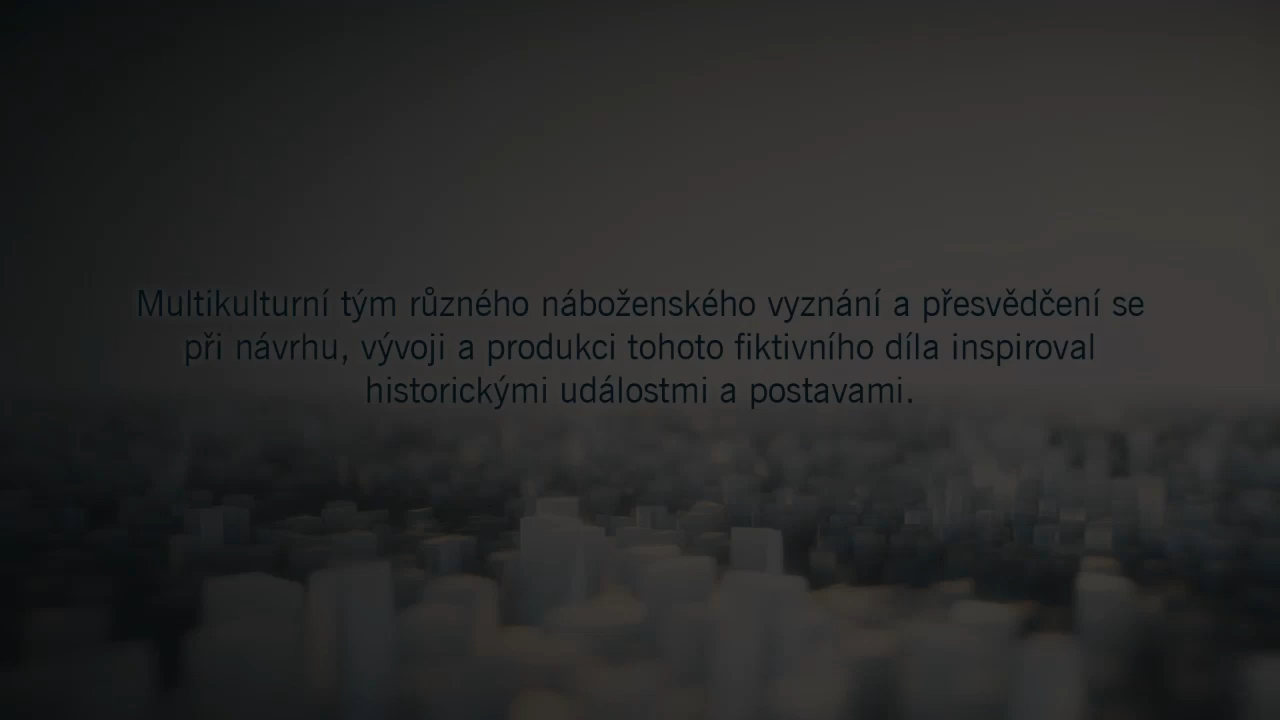 Multikulturní tým různého náboženského vyznání a přesvědčení se
při návrhu, vývoji a produkci tohoto fiktivního díla inspiroval
historickými událostmi a postavami.